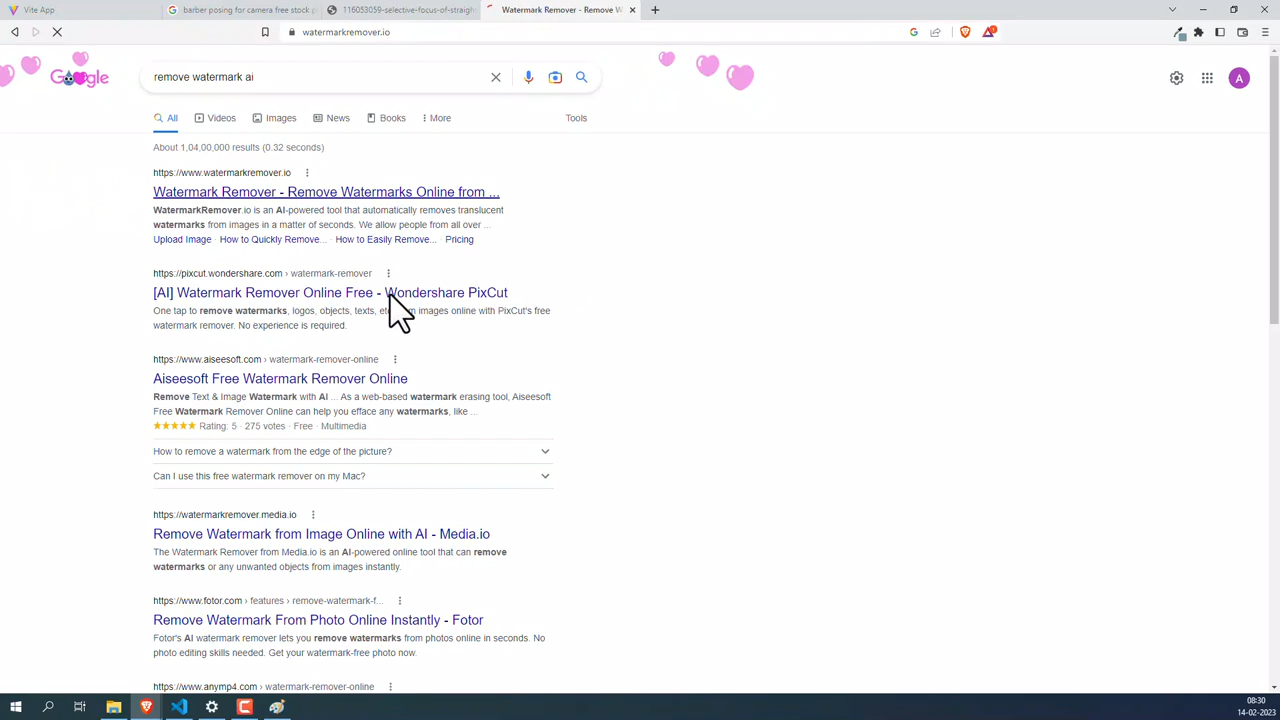 Vite App
barber posing for camera free stock p
116053059-selective-focus-of-straight
Watermark Remover - Remove W
watermarkremover.io
Google
remove watermark ai
A
All
Videos
Images
News
Books
More
Tools
About 1,04,00,000 results (0.32 seconds)
https://www.watermarkremover.io
Watermark Remover - Remove Watermarks Online from ...
WatermarkRemover.io is an AI-powered tool that automatically removes translucent
watermarks from images in a matter of seconds. We allow people from all over ...
Upload Image · How to Quickly Remove... · How to Easily Remove... · Pricing
https://pixcut.wondershare.com › watermark-remover
[AI] Watermark Remover Online Free - Wondershare PixCut
One tap to remove watermarks, logos, objects, texts, images online with PixCut's free
watermark remover. No experience is required.
https://www.aiseesoft.com › watermark-remover-online
Aiseesoft Free Watermark Remover Online
Remove Text & Image Watermark with AI ... As a web-based watermark erasing tool, Aiseesoft
Free Watermark Remover Online can help you efface any watermarks, like ...
Rating: 5 · 275 votes · Free · Multimedia
How to remove a watermark from the edge of the picture?
Can I use this free watermark remover on my Mac?
https://watermarkremover.media.io
Remove Watermark from Image Online with AI - Media.io
The Watermark Remover from Media.io is an AI-powered online tool that can remove
watermarks or any unwanted objects from images instantly.
https://www.fotor.com › features › remove-watermark-f...
Remove Watermark From Photo Online Instantly - Fotor
Fotor's AI watermark remover lets you remove watermarks from photos online in seconds. No
photo editing skills needed. Get your watermark-free photo now.
https://www.anymp4.com › watermark-remover-online
08:30
14-02-2023